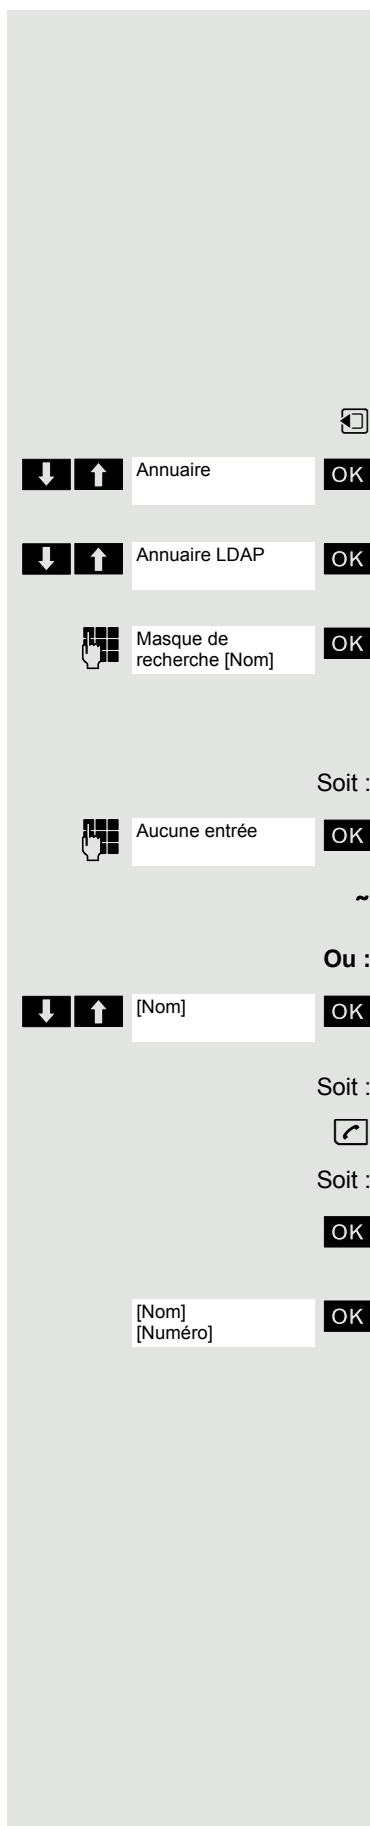 Annuaire OK
Annuaire LDAP OK
Masque de OK
recherche [Nom]
Soit :
Aucune entrée OK
~
Ou :
[Nom] OK
Soit :
Soit :
OK
[Nom] OK
[Numéro]